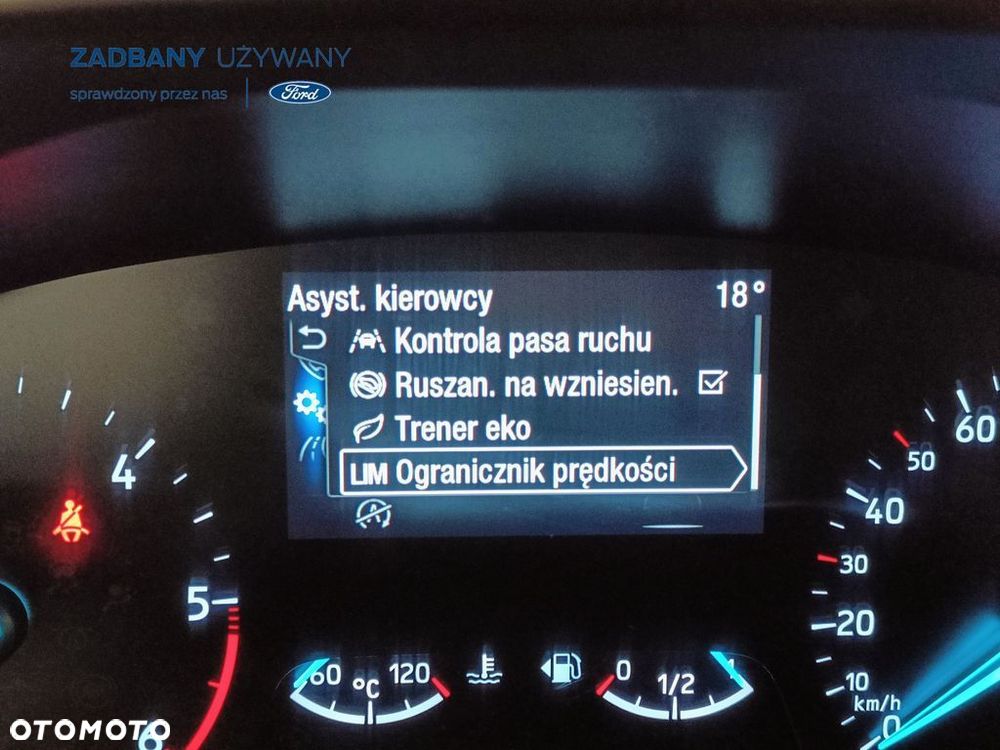 ZADBANY UŻYWANY
sprawdzony przez nas
Ford
Asyst. kierowcy 18°
Kontrola pasa ruchu
Ruszan. na wzniesien.
Trener eko
LIM Ogranicznik prędkości
A
4
5
6
60
50
40
30
20
10
km/h
0
60 °C 120
0 1/2 1
OTOMOTO